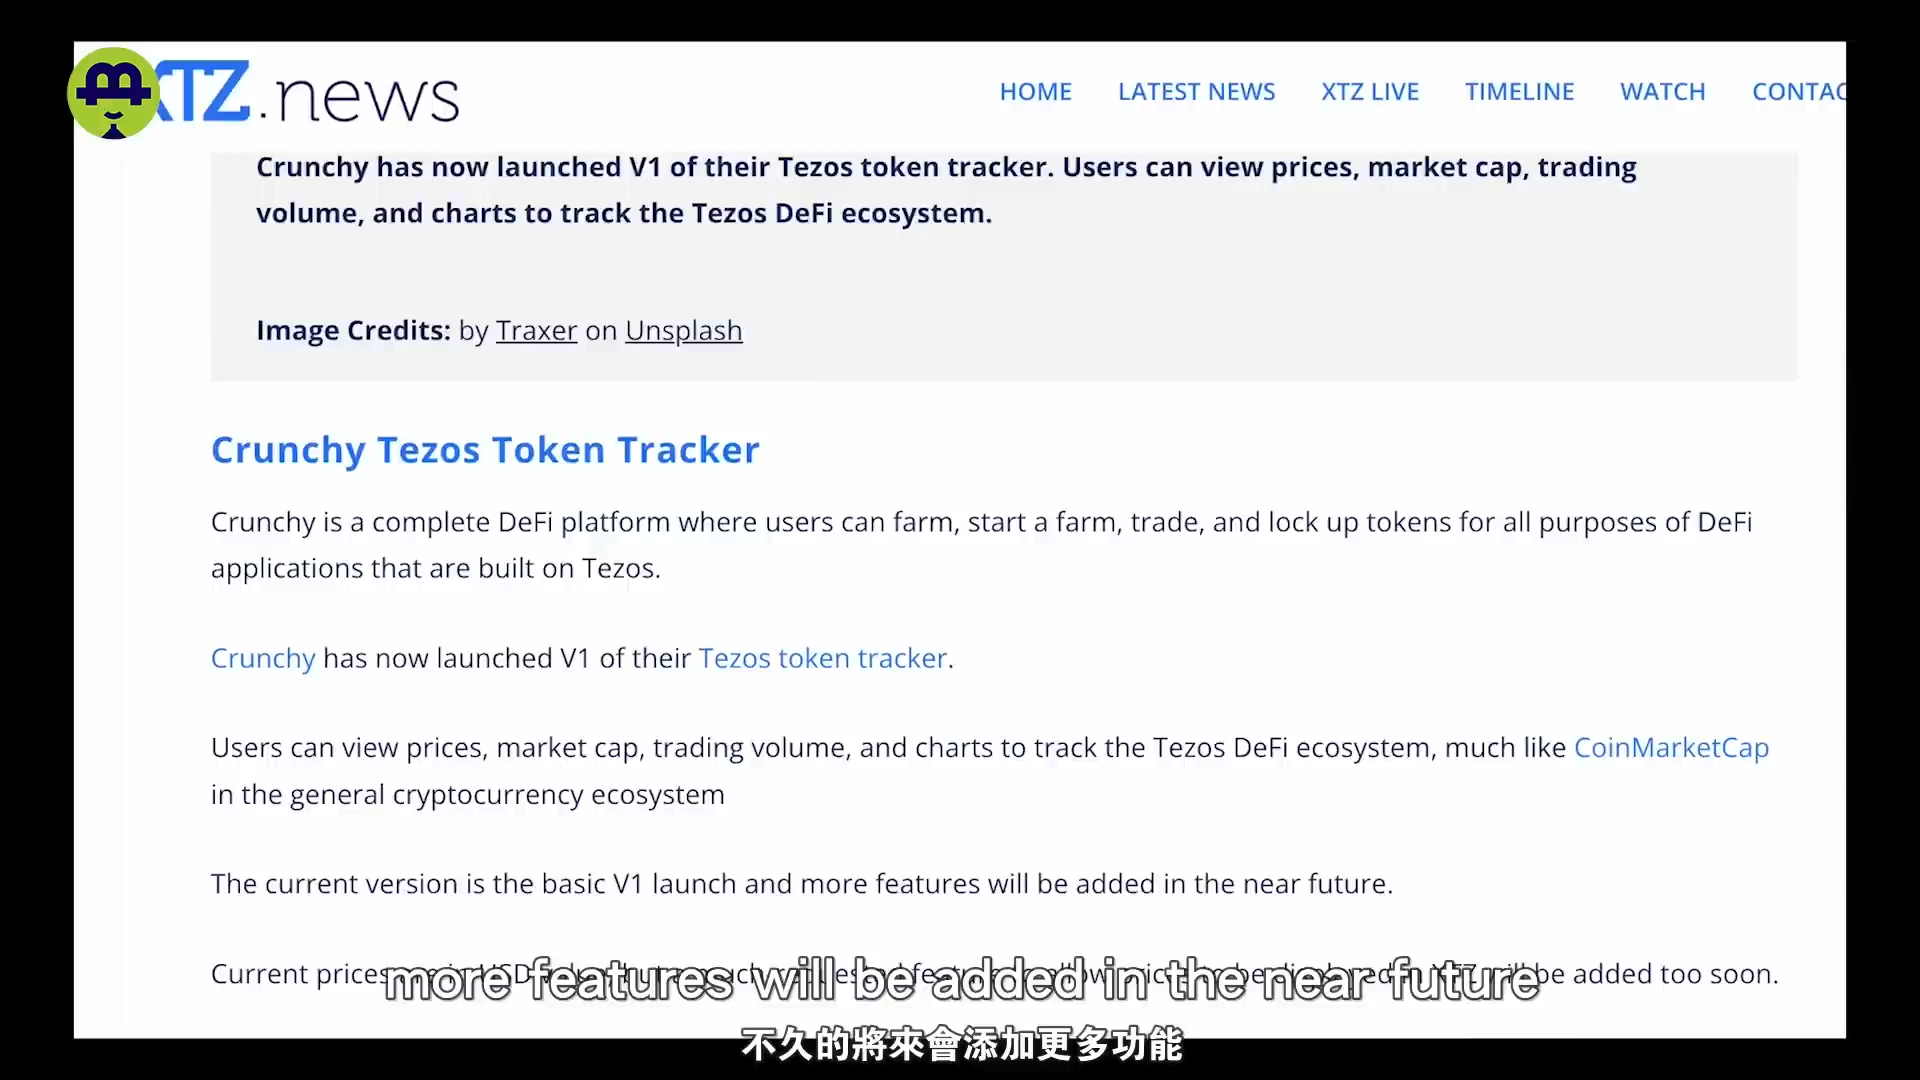 XTZ.news
HOME LATEST NEWS XTZ LIVE TIMELINE WATCH CONTAC
Crunchy has now launched V1 of their Tezos token tracker. Users can view prices, market cap, trading
volume, and charts to track the Tezos DeFi ecosystem.
Image Credits: by Traxer on Unsplash
Crunchy Tezos Token Tracker
Crunchy is a complete DeFi platform where users can farm, start a farm, trade, and lock up tokens for all purposes of DeFi
applications that are built on Tezos.
Crunchy has now launched V1 of their Tezos token tracker.
Users can view prices, market cap, trading volume, and charts to track the Tezos DeFi ecosystem, much like CoinMarketCap
in the general cryptocurrency ecosystem
The current version is the basic V1 launch and more features will be added in the near future.
Current prices USD be added too soon.
more features will be added in the near future
不久的將來會添加更多功能